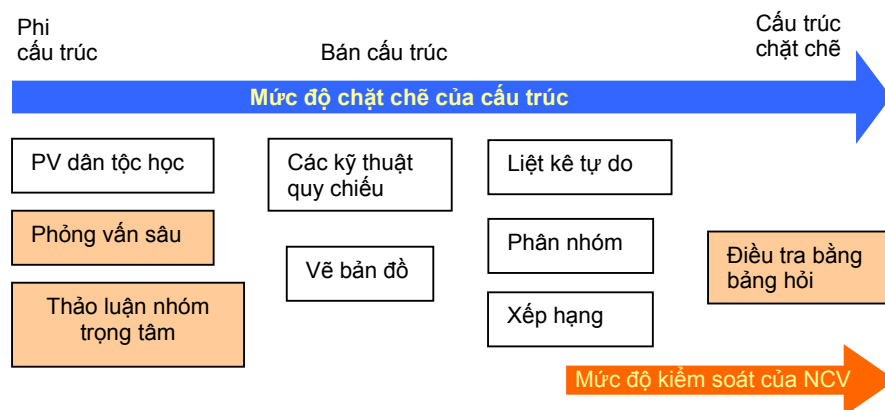 Phi
cấu trúc
Bán cấu trúc
Cấu trúc
chặt chẽ
Mức độ chặt chẽ của cấu trúc
PV dân tộc học
Các kỹ thuật
quy chiếu
Liệt kê tự do
Phỏng vấn sâu
Phân nhóm
Điều tra bằng
bảng hỏi
Vẽ bản đồ
Thảo luận nhóm
trọng tâm
Xếp hạng
Mức độ kiểm soát của NCV